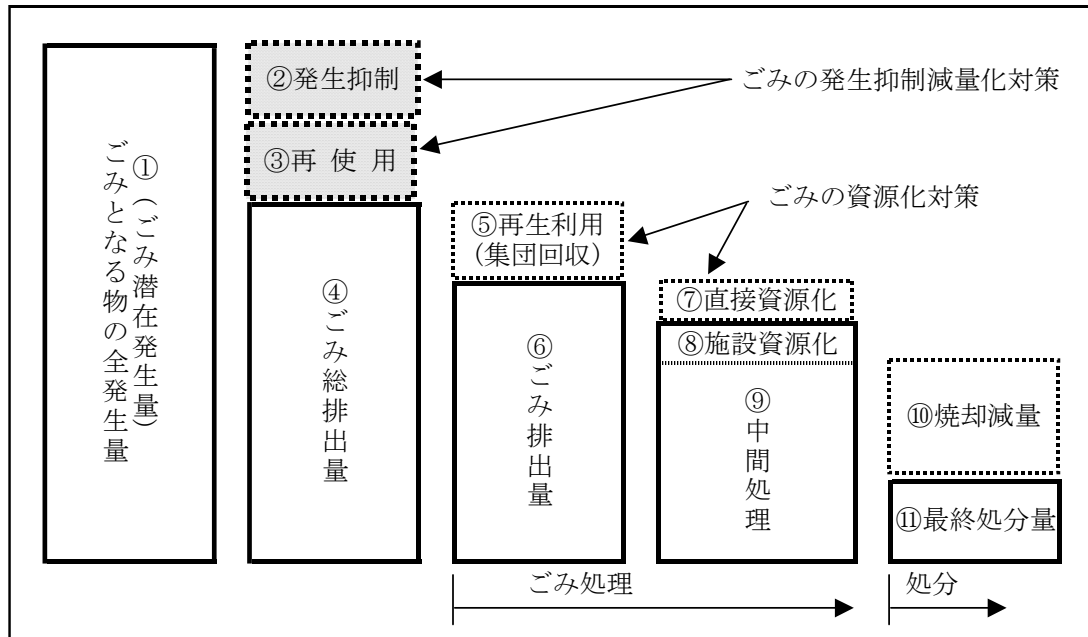 ①(ごみ潜在発生量)
ごみとなる物の全発生量
②発生抑制
③再 使 用
ごみの発生抑制減量化対策
④ごみ総排出量
⑤再生利用
(集団回収)
ごみの資源化対策
⑥ごみ排出量
⑦直接資源化
⑧施設資源化
⑨中間処理
⑩焼却減量
⑪最終処分量
ごみ処理
処分